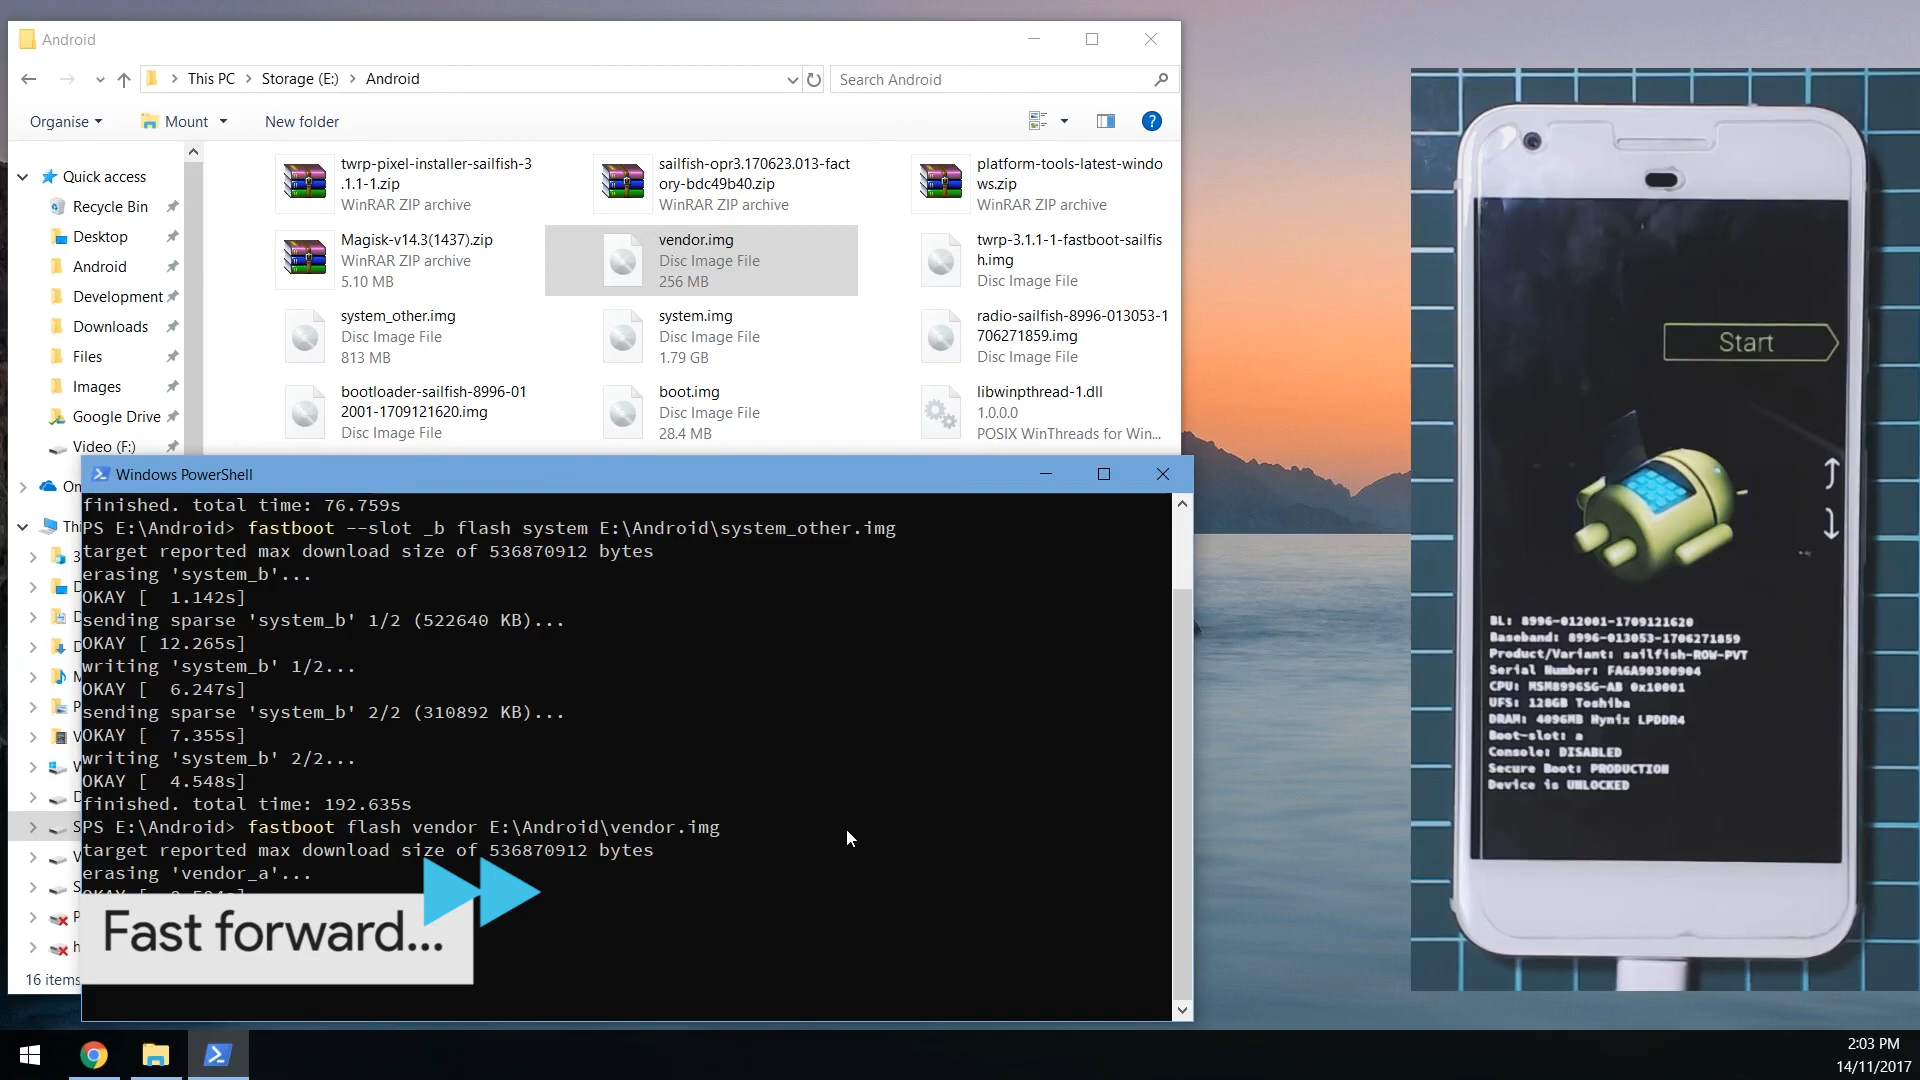 Android
This PC
Storage (E:)
Android
Search Android
Organise
Mount
New folder
Quick access
Recycle Bin
Desktop
Android
Development
Downloads
Files
Images
Google Drive
Video (F:)
On
Thi
16 items
twrp-pixel-installer-sailfish-3
.1.1-1.zip
WinRAR ZIP archive
sailfish-opr3.170623.013-fact
ory-bdc49b40.zip
WinRAR ZIP archive
platform-tools-latest-windo
ws.zip
WinRAR ZIP archive
Magisk-v14.3(1437).zip
WinRAR ZIP archive
5.10 MB
vendor.img
Disc Image File
256 MB
twrp-3.1.1-1-fastboot-sailfis
h.img
Disc Image File
system_other.img
Disc Image File
813 MB
system.img
Disc Image File
1.79 GB
radio-sailfish-8996-013053-1
706271859.img
Disc Image File
bootloader-sailfish-8996-01
2001-1709121620.img
Disc Image File
boot.img
Disc Image File
28.4 MB
libwinpthread-1.dll
1.0.0.0
POSIX WinThreads for Win...
Windows PowerShell
finished. total time: 76.759s
PS E:\Android> fastboot --slot _b flash system E:\Android\system_other.img
target reported max download size of 536870912 bytes
erasing 'system_b'...
OKAY [  1.142s]
sending sparse 'system_b' 1/2 (522640 KB)...
OKAY [ 12.265s]
writing 'system_b' 1/2...
OKAY [  6.247s]
sending sparse 'system_b' 2/2 (310892 KB)...
OKAY [  7.355s]
writing 'system_b' 2/2...
OKAY [  4.548s]
finished. total time: 192.635s
PS E:\Android> fastboot flash vendor E:\Android\vendor.img
target reported max download size of 536870912 bytes
erasing 'vendor_a'...
Fast forward...
Start
BL: 8996-012001-1709121620
Baseband: 8996-013053-1706271859
Product/Variant: sailfish-ROW-PVT
Serial Number: FA6A90300904
CPU: MSM8996SG-AB 0x10001
UFS: 128GB Toshiba
DRAM: 4096MB Hynix LPDDR4
Boot-slot: a
Console: DISABLED
Secure Boot: PRODUCTION
Device is UNLOCKED
2:03 PM
14/11/2017